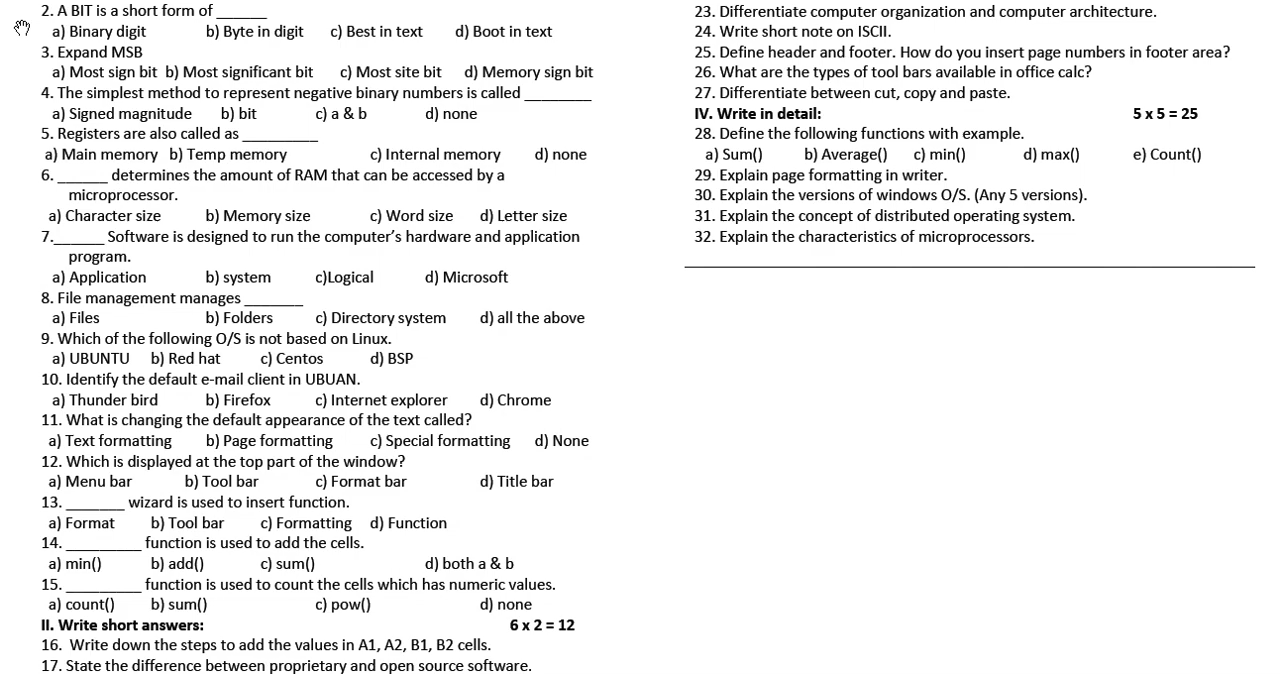 2. A BIT is a short form of ______
a) Binary digit b) Byte in digit c) Best in text d) Boot in text
3. Expand MSB
a) Most sign bit b) Most significant bit c) Most site bit d) Memory sign bit
4. The simplest method to represent negative binary numbers is called ________
a) Signed magnitude b) bit c) a & b d) none
5. Registers are also called as _________
a) Main memory b) Temp memory c) Internal memory d) none
6. ______ determines the amount of RAM that can be accessed by a
microprocessor.
a) Character size b) Memory size c) Word size d) Letter size
7.______ Software is designed to run the computer’s hardware and application
program.
a) Application b) system c)Logical d) Microsoft
8. File management manages _______
a) Files b) Folders c) Directory system d) all the above
9. Which of the following O/S is not based on Linux.
a) UBUNTU b) Red hat c) Centos d) BSP
10. Identify the default e-mail client in UBUAN.
a) Thunder bird b) Firefox c) Internet explorer d) Chrome
11. What is changing the default appearance of the text called?
a) Text formatting b) Page formatting c) Special formatting d) None
12. Which is displayed at the top part of the window?
a) Menu bar b) Tool bar c) Format bar d) Title bar
13. _______ wizard is used to insert function.
a) Format b) Tool bar c) Formatting d) Function
14. _________ function is used to add the cells.
a) min() b) add() c) sum() d) both a & b
15. _________ function is used to count the cells which has numeric values.
a) count() b) sum() c) pow() d) none
II. Write short answers: 6 x 2 = 12
16. Write down the steps to add the values in A1, A2, B1, B2 cells.
17. State the difference between proprietary and open source software.
23. Differentiate computer organization and computer architecture.
24. Write short note on ISCII.
25. Define header and footer. How do you insert page numbers in footer area?
26. What are the types of tool bars available in office calc?
27. Differentiate between cut, copy and paste.
IV. Write in detail: 5 x 5 = 25
28. Define the following functions with example.
a) Sum() b) Average() c) min() d) max() e) Count()
29. Explain page formatting in writer.
30. Explain the versions of windows O/S. (Any 5 versions).
31. Explain the concept of distributed operating system.
32. Explain the characteristics of microprocessors.